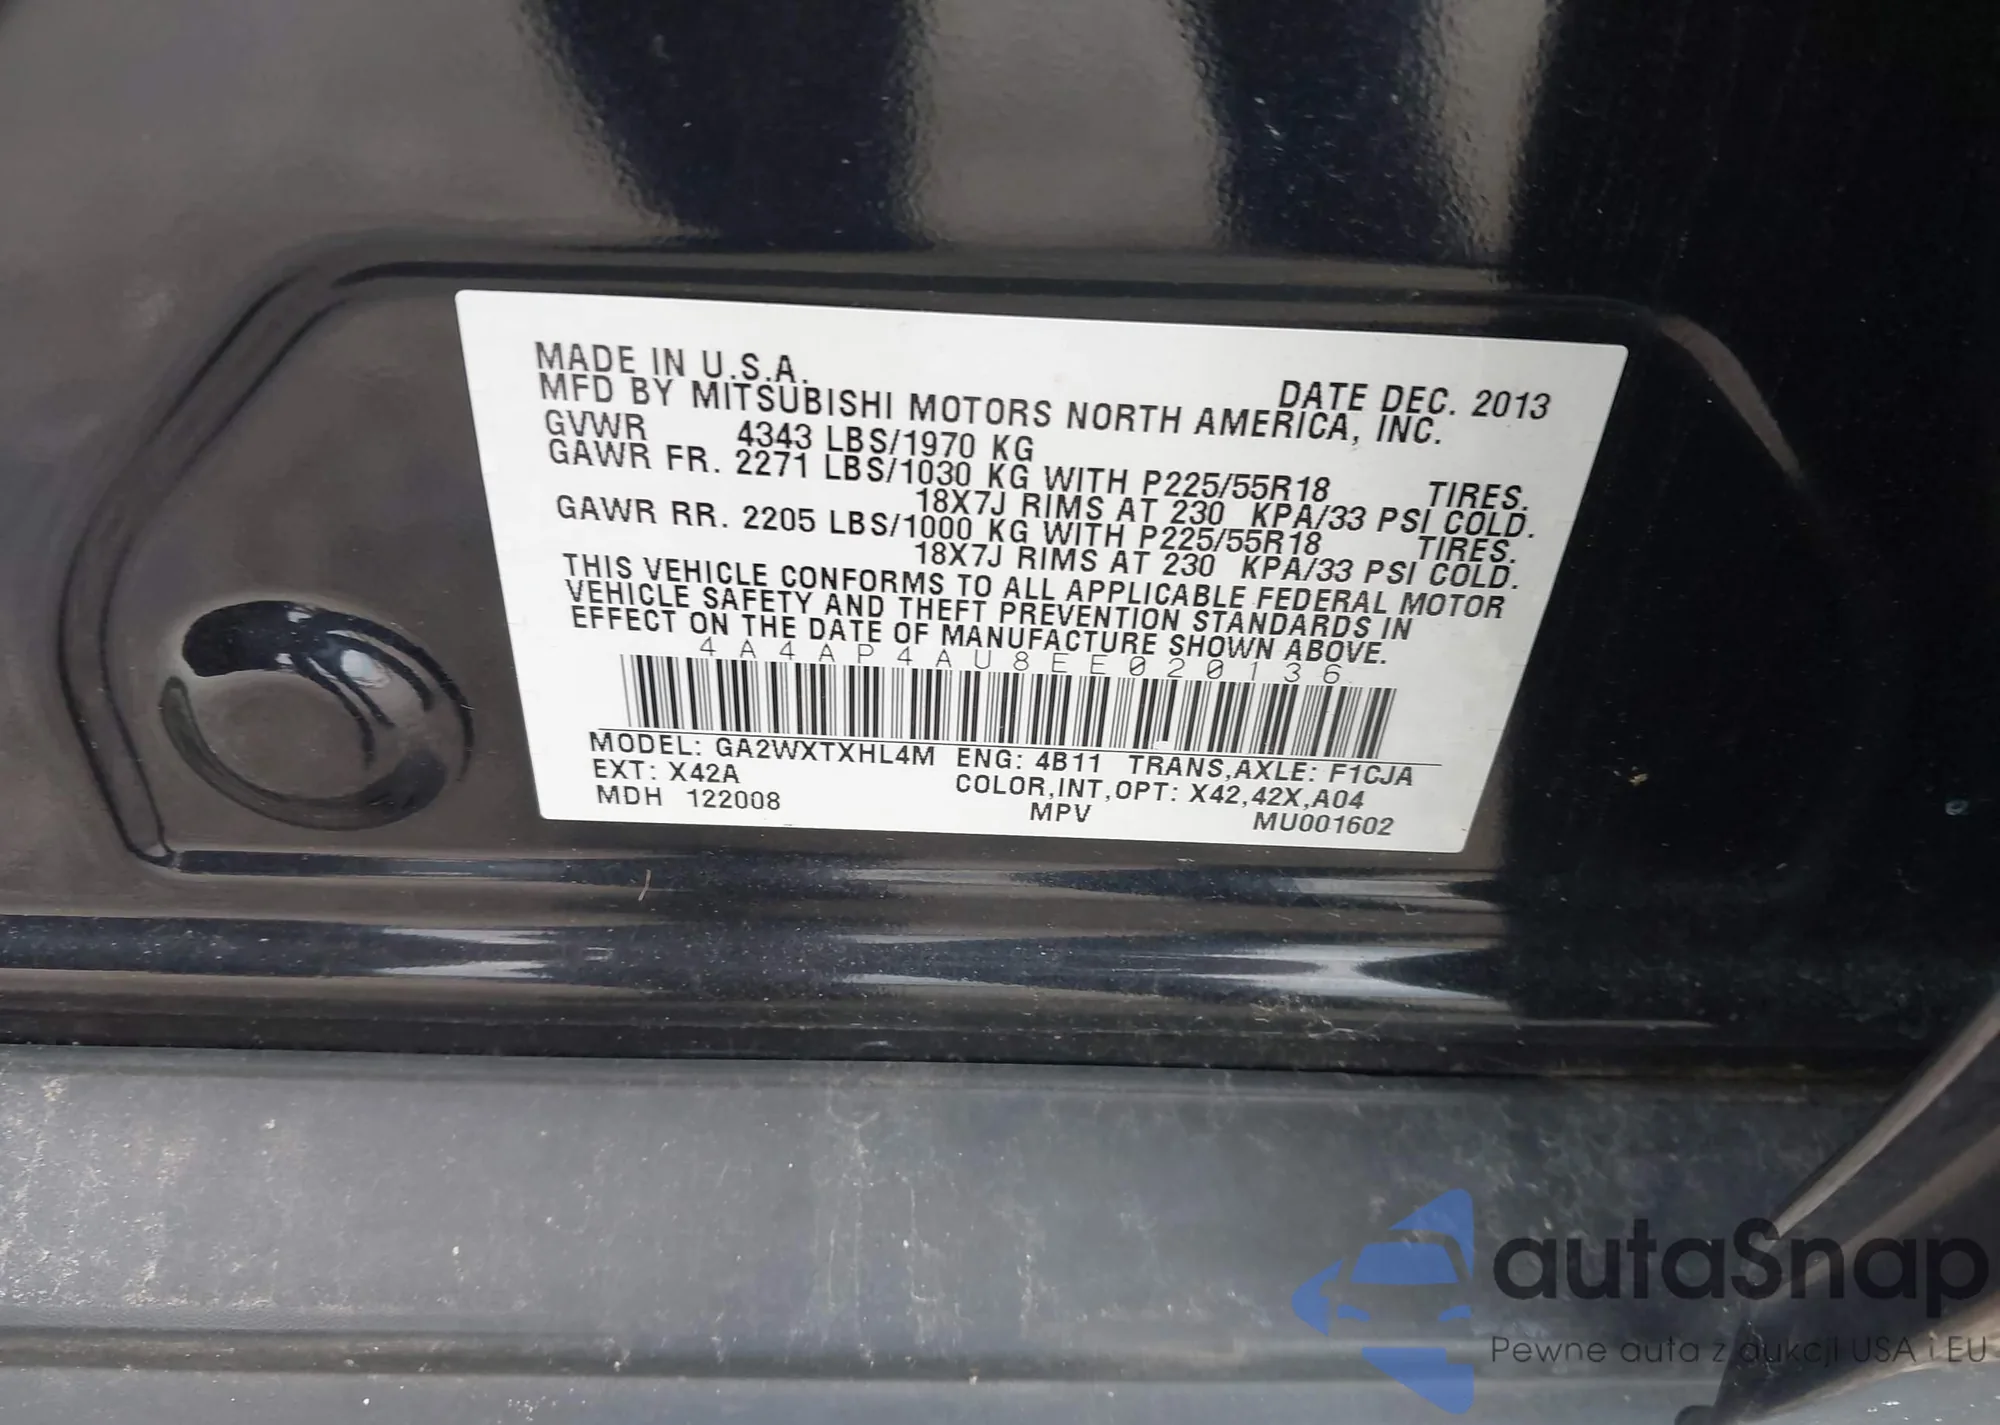 MADE IN U.S.A.
DATE DEC. 2013
MFD BY MITSUBISHI MOTORS NORTH AMERICA, INC.
GVWR 4343 LBS/1970 KG
GAWR FR. 2271 LBS/1030 KG WITH P225/55R18 TIRES.
18X7J RIMS AT 230 KPA/33 PSI COLD.
GAWR RR. 2205 LBS/1000 KG WITH P225/55R18 TIRES.
18X7J RIMS AT 230 KPA/33 PSI COLD.
THIS VEHICLE CONFORMS TO ALL APPLICABLE FEDERAL MOTOR
VEHICLE SAFETY AND THEFT PREVENTION STANDARDS IN
EFFECT ON THE DATE OF MANUFACTURE SHOWN ABOVE.
4A4AP4AU8EE020136
MODEL: GA2WXTXHL4M ENG: 4B11 TRANS,AXLE: F1CJA
EXT: X42A COLOR,INT,OPT: X42,42X,A04
MDH 122008 MPV MU001602
autaSnap
Pewne auta z aukcji USA i EU